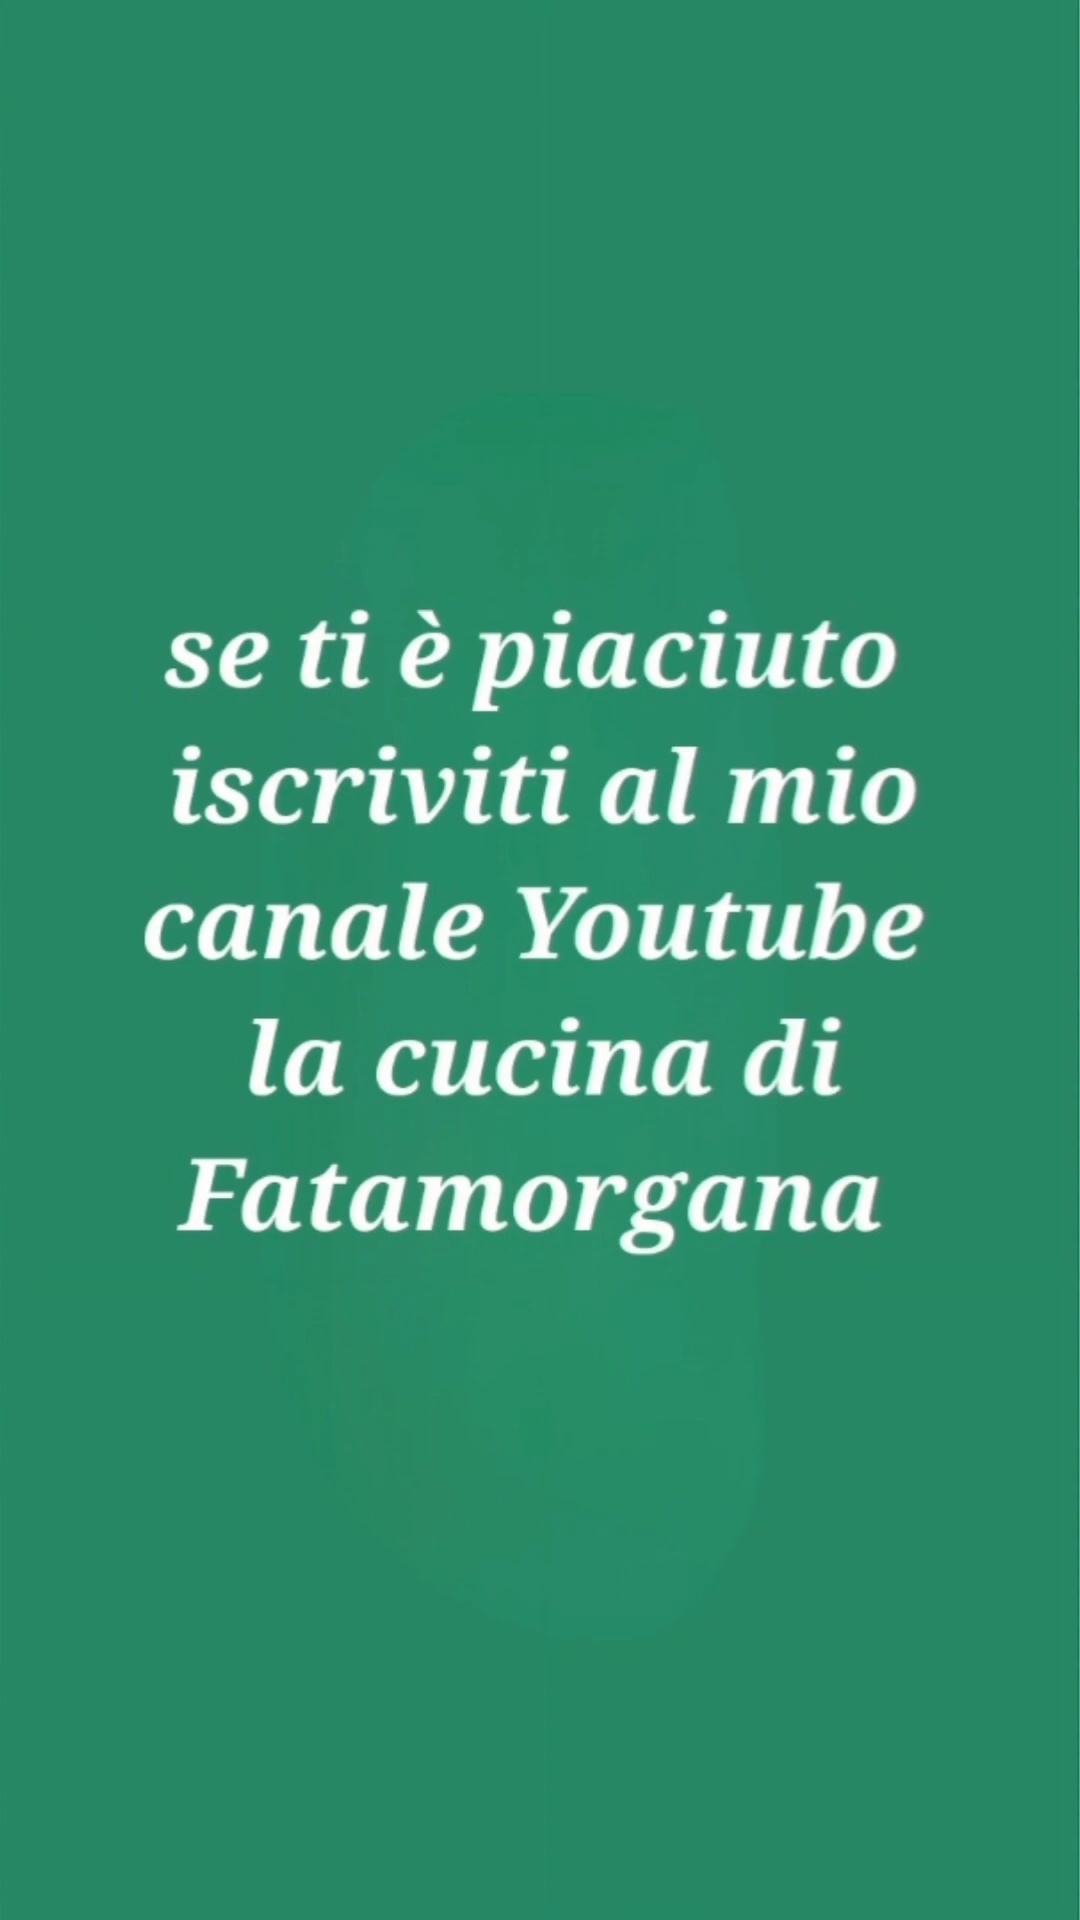 se ti è piaciuto
iscriviti al mio
canale Youtube
la cucina di
Fatamorgana